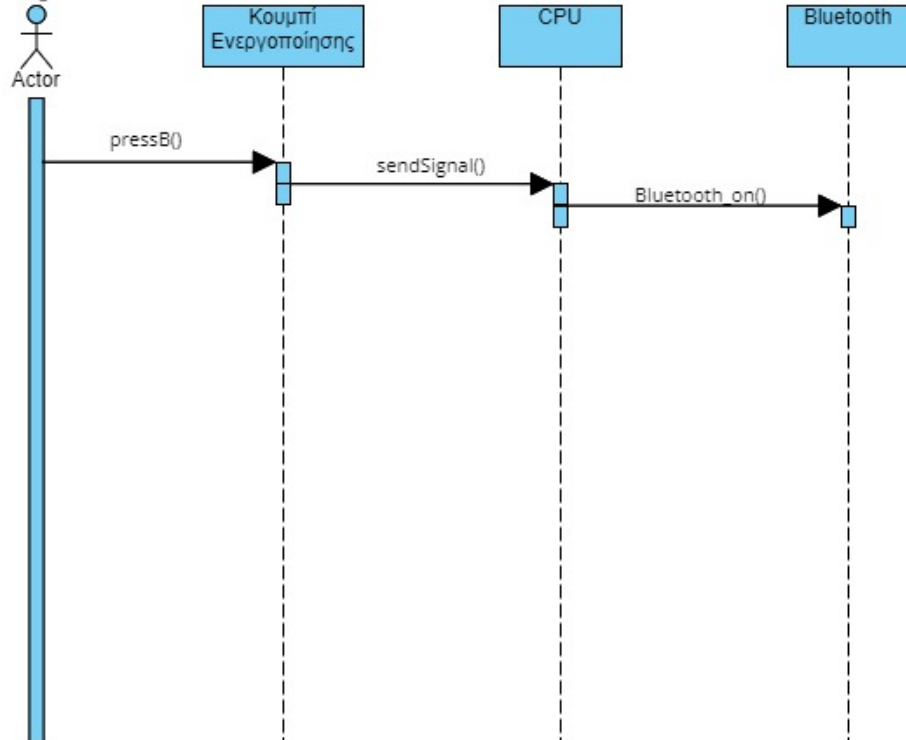 Κουμπί
Ενεργοποίησης
CPU
Bluetooth
Actor
pressB()
sendSignal()
Bluetooth_on()